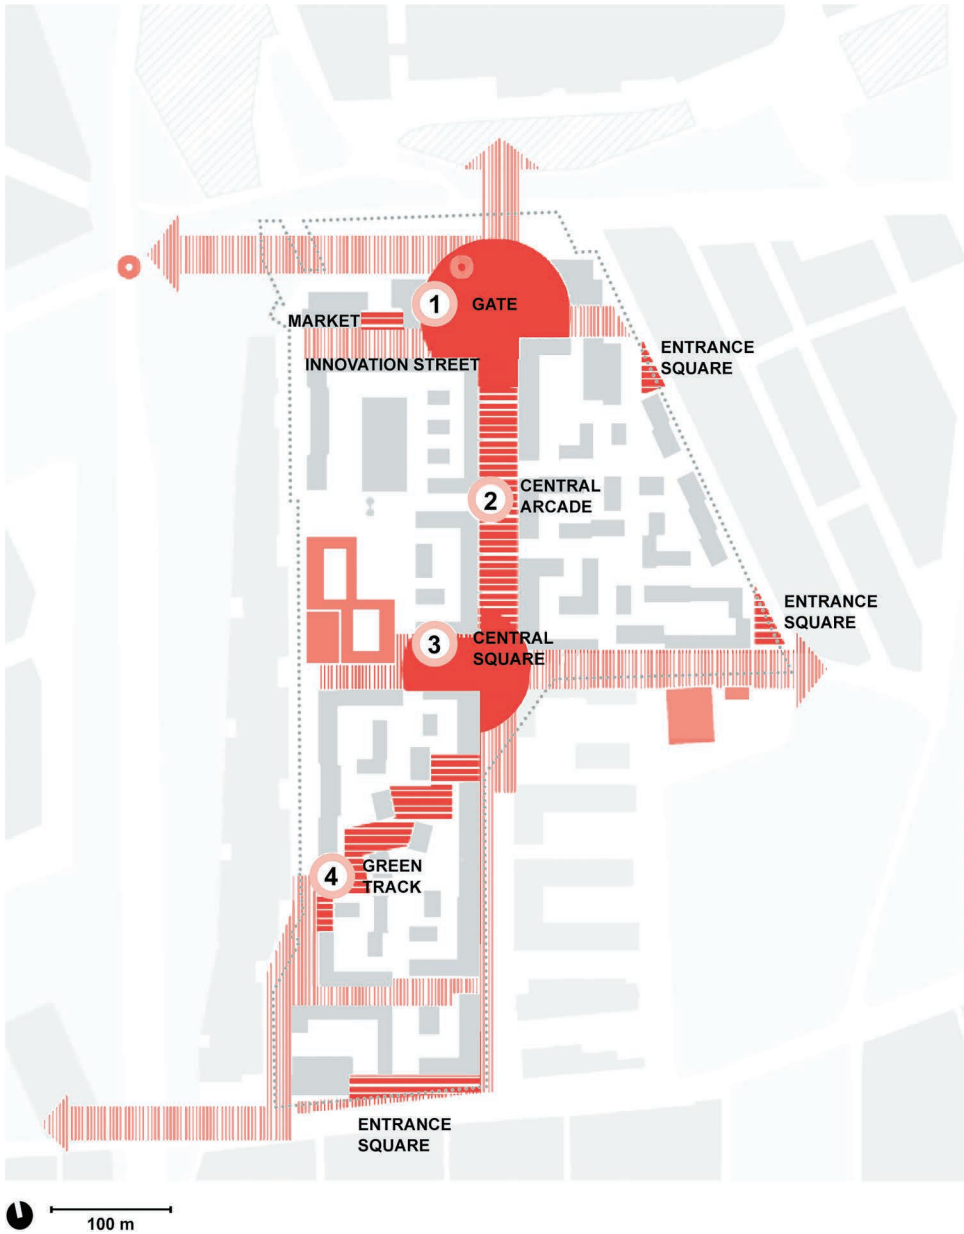 1
GATE
MARKET
INNOVATION STREET
ENTRANCE
SQUARE
2
CENTRAL
ARCADE
ENTRANCE
SQUARE
3
CENTRAL
SQUARE
4
GREEN
TRACK
ENTRANCE
SQUARE
100 m